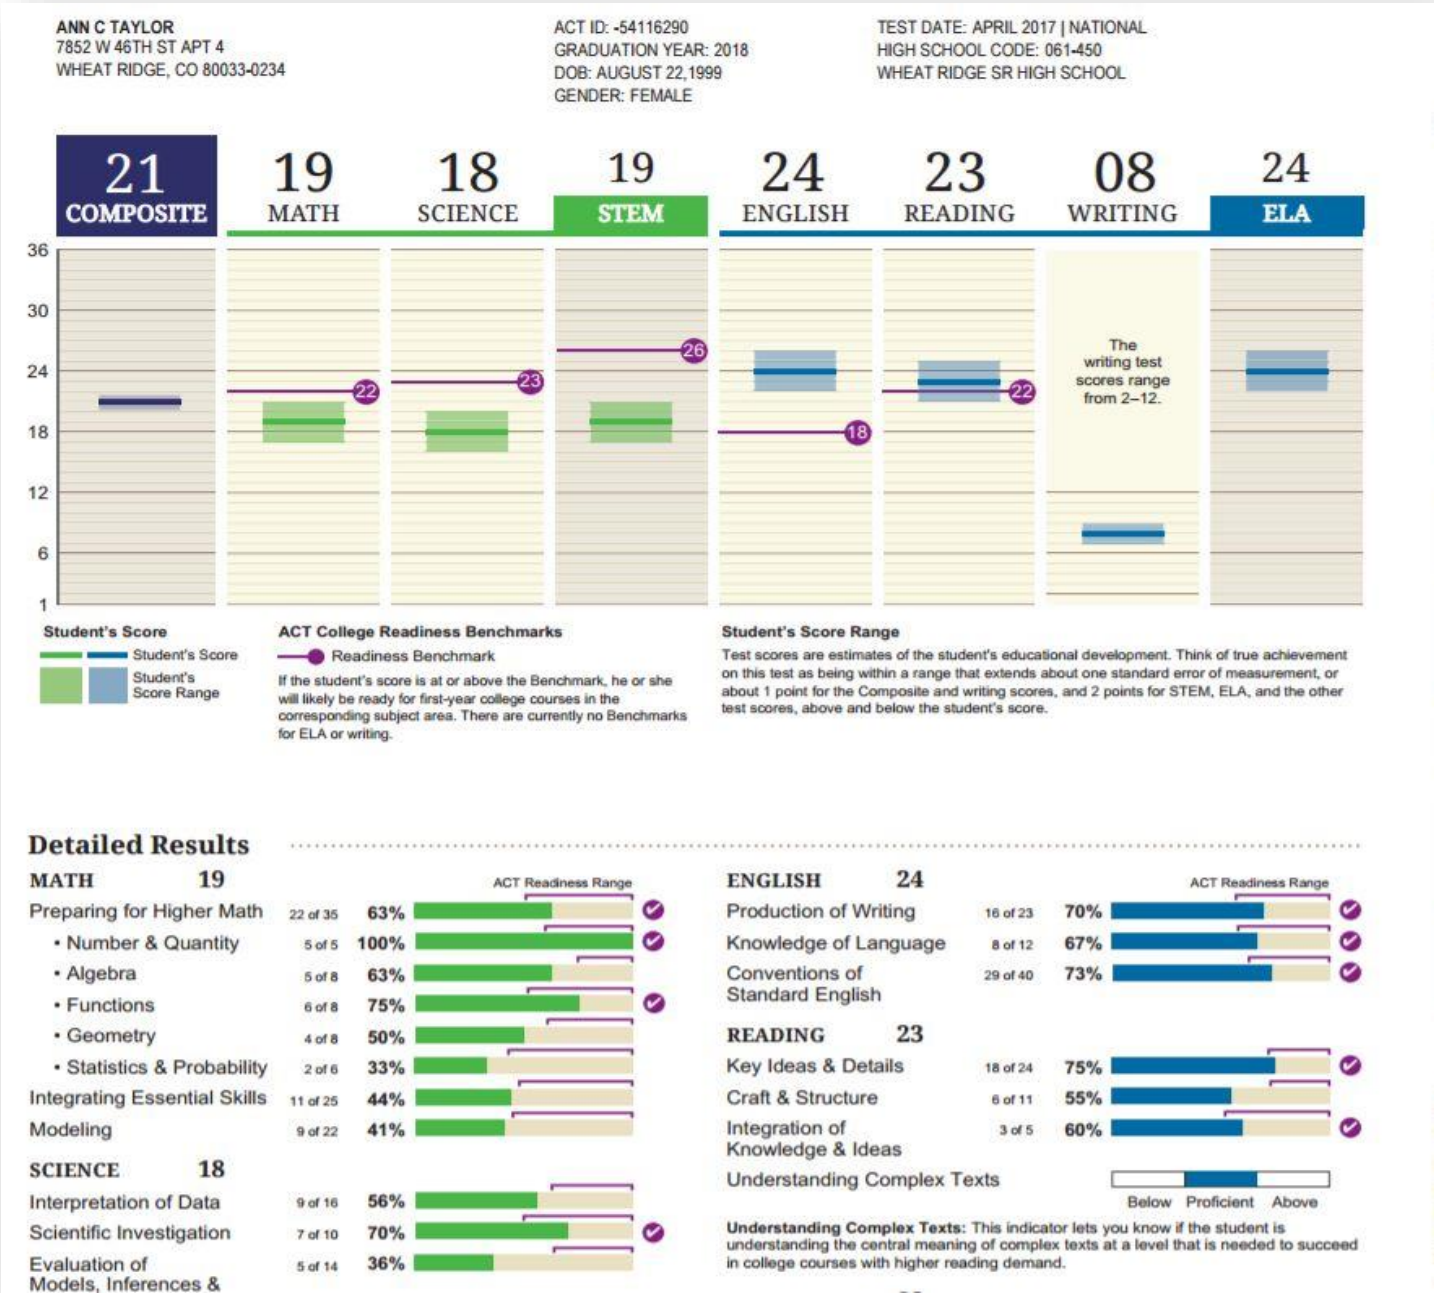 ANN C TAYLOR
7852 W 46TH ST APT 4
WHEAT RIDGE, CO 80033-0234
ACT ID: -54116290
GRADUATION YEAR: 2018
DOB: AUGUST 22,1999
GENDER: FEMALE
TEST DATE: APRIL 2017 | NATIONAL
HIGH SCHOOL CODE: 061-450
WHEAT RIDGE SR HIGH SCHOOL
21 19 18 19 24 23 08 24
COMPOSITE MATH SCIENCE STEM ENGLISH READING WRITING ELA
36
30
24
18
12
6
1
22
23
26
18
22
The
writing test
scores range
from 2–12.
Student's Score
Student's Score
Student's
Score Range
ACT College Readiness Benchmarks
Readiness Benchmark
If the student's score is at or above the Benchmark, he or she
will likely be ready for first-year college courses in the
corresponding subject area. There are currently no Benchmarks
for ELA or writing.
Student's Score Range
Test scores are estimates of the student's educational development. Think of true achievement
on this test as being within a range that extends about one standard error of measurement, or
about 1 point for the Composite and writing scores, and 2 points for STEM, ELA, and the other
test scores, above and below the student's score.
Detailed Results
MATH 19 ACT Readiness Range
Preparing for Higher Math 22 of 35 63%
• Number & Quantity 5 of 5 100%
• Algebra 5 of 8 63%
• Functions 6 of 8 75%
• Geometry 4 of 8 50%
• Statistics & Probability 2 of 6 33%
Integrating Essential Skills 11 of 25 44%
Modeling 9 of 22 41%
SCIENCE 18
Interpretation of Data 9 of 16 56%
Scientific Investigation 7 of 10 70%
Evaluation of 5 of 14 36%
Models, Inferences &
ENGLISH 24 ACT Readiness Range
Production of Writing 16 of 23 70%
Knowledge of Language 8 of 12 67%
Conventions of 29 of 40 73%
Standard English
READING 23
Key Ideas & Details 18 of 24 75%
Craft & Structure 6 of 11 55%
Integration of 3 of 5 60%
Knowledge & Ideas
Understanding Complex Texts
Below Proficient Above
Understanding Complex Texts: This indicator lets you know if the student is
understanding the central meaning of complex texts at a level that is needed to succeed
in college courses with higher reading demand.